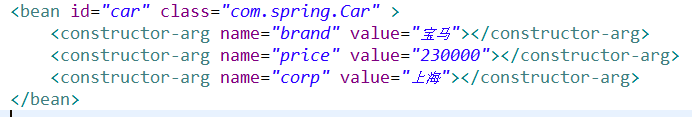 <bean id="car" class="com.spring.Car" >
<constructor-arg name="brand" value="宝马"></constructor-arg>
<constructor-arg name="price" value="230000"></constructor-arg>
<constructor-arg name="corp" value="上海"></constructor-arg>
</bean>